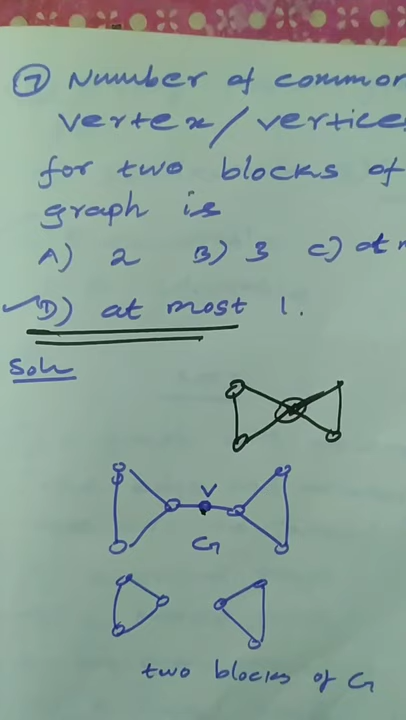 7 Number of common
vertex/vertices
for two blocks of
graph is
A) 2 B) 3 C) at
D) at most 1.
Soln
V
G
two blocks of G